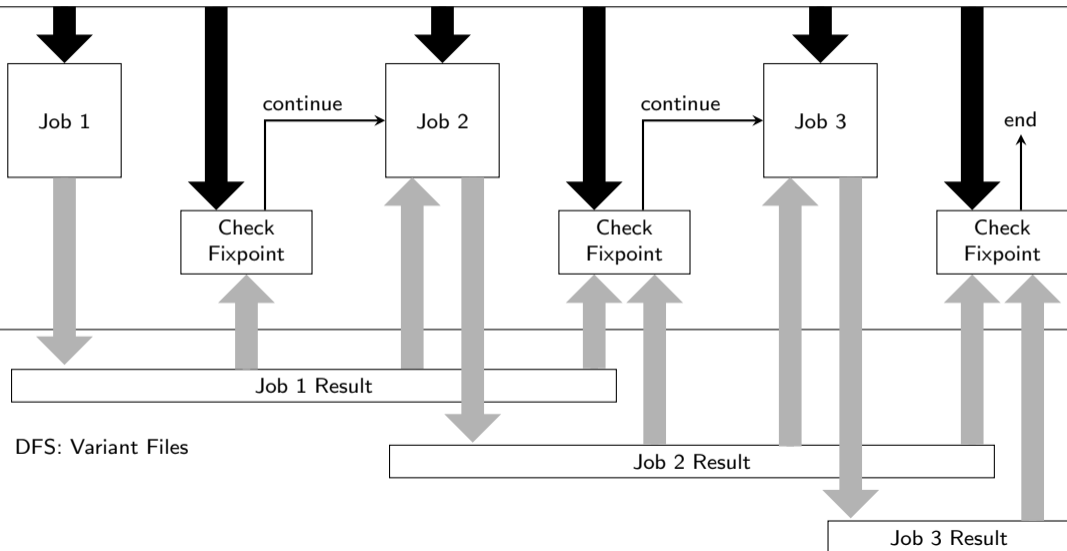 Job 1
continue
Job 2
continue
Job 3
end
Check
Fixpoint
Check
Fixpoint
Check
Fixpoint
Job 1 Result
DFS: Variant Files
Job 2 Result
Job 3 Result